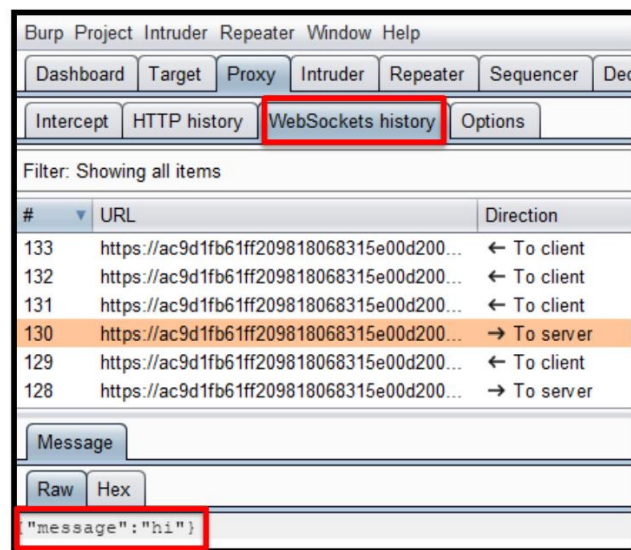 Burp Project Intruder Repeater Window Help
Dashboard Target Proxy Intruder Repeater Sequencer
Intercept HTTP history WebSockets history Options
Filter: Showing all items
# URL Direction
133 https://ac9d1fb61ff209818068315e00d200... ← To client
132 https://ac9d1fb61ff209818068315e00d200... ← To client
131 https://ac9d1fb61ff209818068315e00d200... ← To client
130 https://ac9d1fb61ff209818068315e00d200... → To server
129 https://ac9d1fb61ff209818068315e00d200... ← To client
128 https://ac9d1fb61ff209818068315e00d200... → To server
Message
Raw Hex
{"message":"hi"}